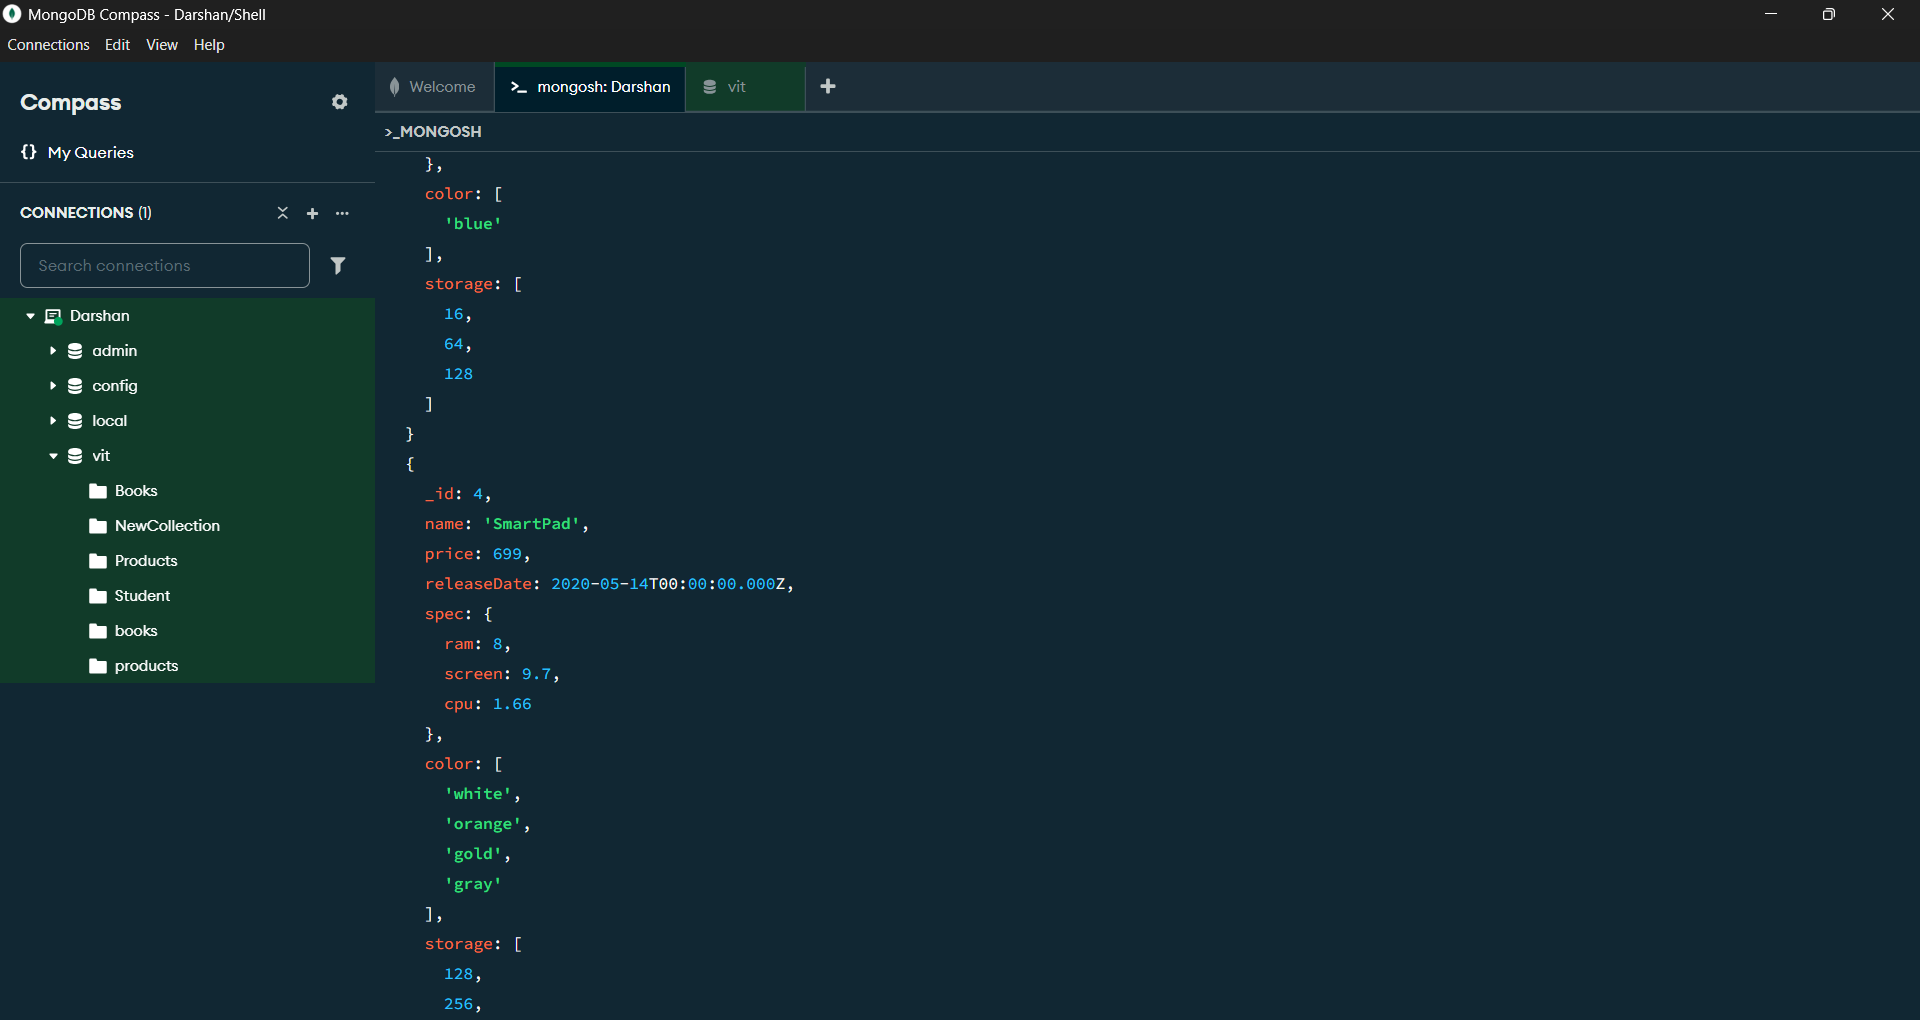 MongoDB Compass - Darshan/Shell
Connections Edit View Help
Compass
{} My Queries
CONNECTIONS (1)
Search connections
Darshan
admin
config
local
vit
Books
NewCollection
Products
Student
books
products
Welcome
>_ mongosh: Darshan
vit
>_MONGOSH
},
color: [
'blue'
],
storage: [
16,
64,
128
]
}
{
_id: 4,
name: 'SmartPad',
price: 699,
releaseDate: 2020-05-14T00:00:00.000Z,
spec: {
ram: 8,
screen: 9.7,
cpu: 1.66
},
color: [
'white',
'orange',
'gold',
'gray'
],
storage: [
128,
256,